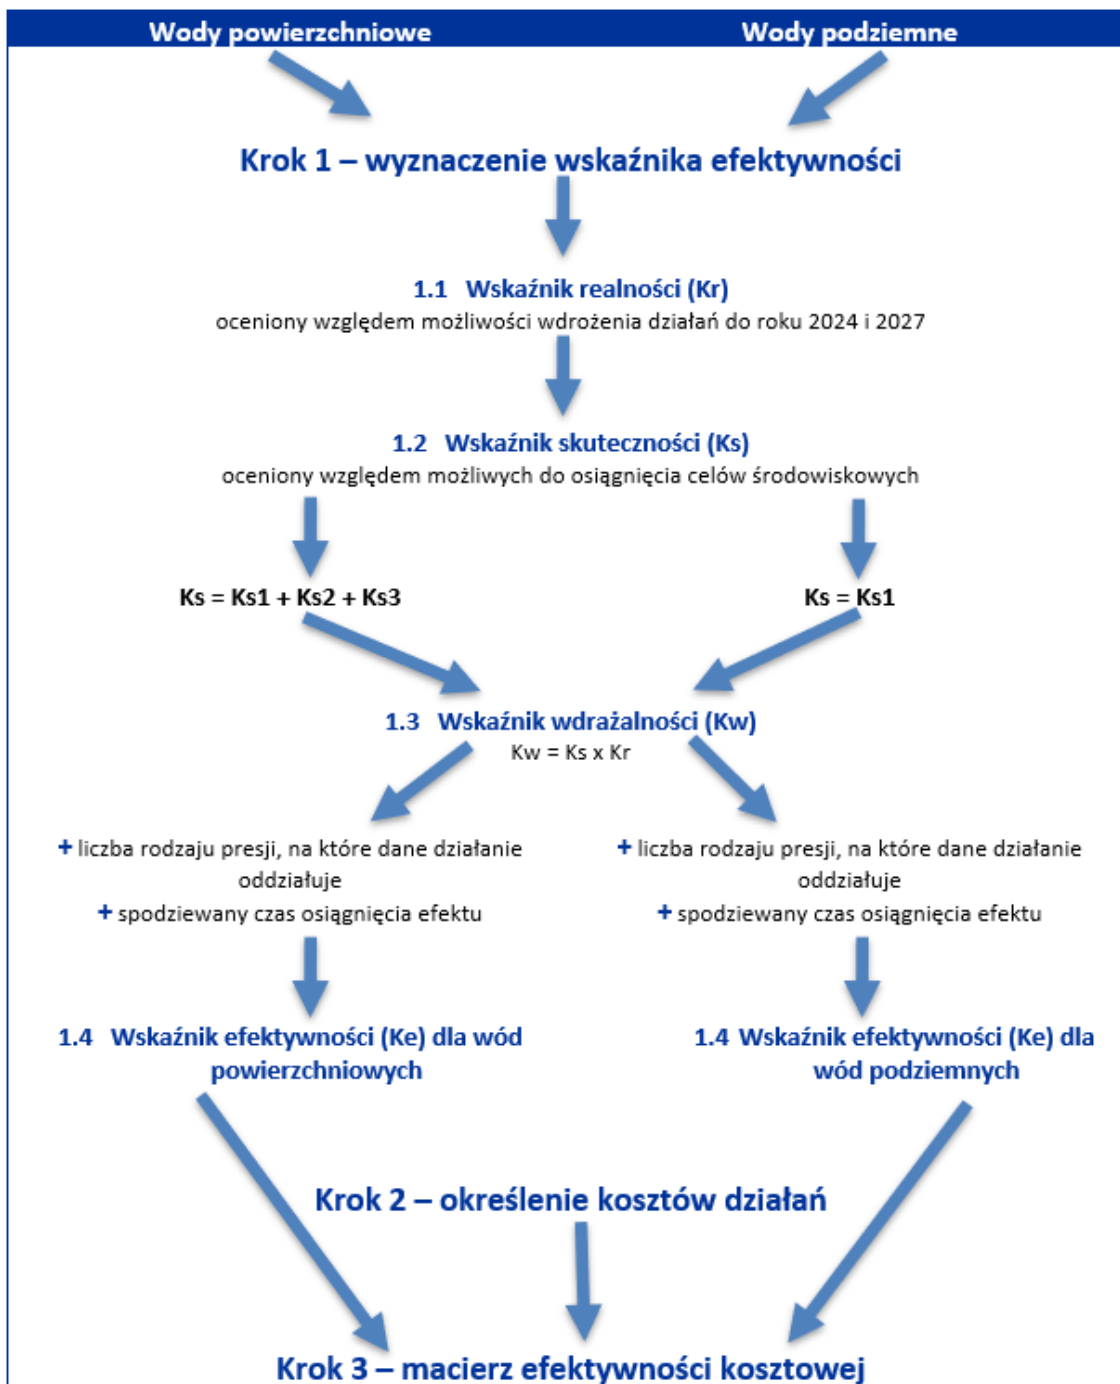 Wody powierzchniowe
Wody podziemne
Krok 1 – wyznaczenie wskaźnika efektywności
1.1 Wskaźnik realności (Kr)
oceniony względem możliwości wdrożenia działań do roku 2024 i 2027
1.2 Wskaźnik skuteczności (Ks)
oceniony względem możliwych do osiągnięcia celów środowiskowych
Ks = Ks1 + Ks2 + Ks3
Ks = Ks1
1.3 Wskaźnik wdrażalności (Kw)
Kw = Ks x Kr
+ liczba rodzaju presji, na które dane działanie
oddziałuje
+ spodziewany czas osiągnięcia efektu
+ liczba rodzaju presji, na które dane działanie
oddziałuje
+ spodziewany czas osiągnięcia efektu
1.4 Wskaźnik efektywności (Ke) dla wód
powierzchniowych
1.4 Wskaźnik efektywności (Ke) dla
wód podziemnych
Krok 2 – określenie kosztów działań
Krok 3 – macierz efektywności kosztowej